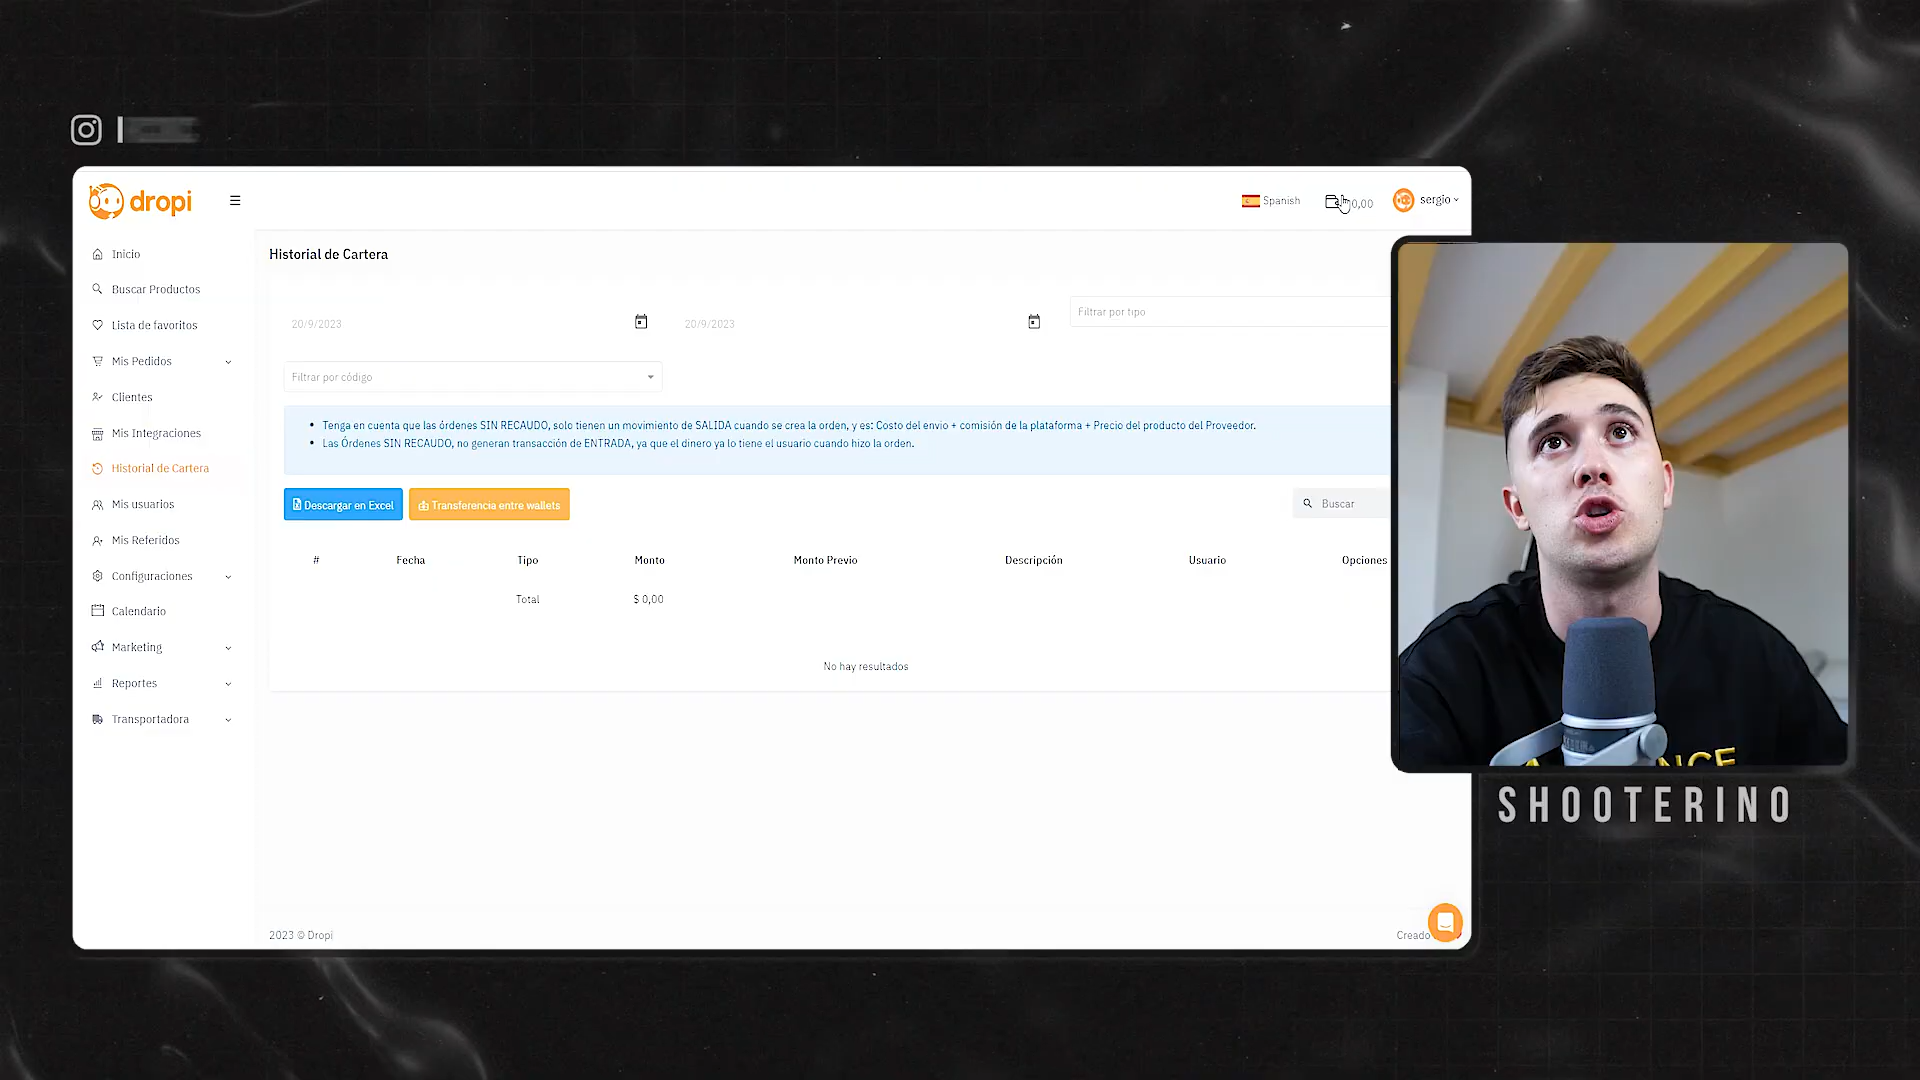 dropi
Spanish
0,00
sergio
Inicio
Buscar Productos
Lista de favoritos
Mis Pedidos
Clientes
Mis Integraciones
Historial de Cartera
Mis usuarios
Mis Referidos
Configuraciones
Calendario
Marketing
Reportes
Transportadora
Historial de Cartera
20/9/2023
20/9/2023
Filtrar por tipo
Filtrar por código
Tenga en cuenta que las órdenes SIN RECAUDO, solo tienen un movimiento de SALIDA cuando se crea la orden, y es: Costo del envio + comisión de la plataforma + Precio del producto del Proveedor.
Las Órdenes SIN RECAUDO, no generan transacción de ENTRADA, ya que el dinero ya lo tiene el usuario cuando hizo la orden.
Descargar en Excel
Transferencia entre wallets
Buscar
# Fecha Tipo Monto Monto Previo Descripción Usuario Opciones
Total $ 0,00
No hay resultados
2023 © Dropi
Creado
SHOOTERINO